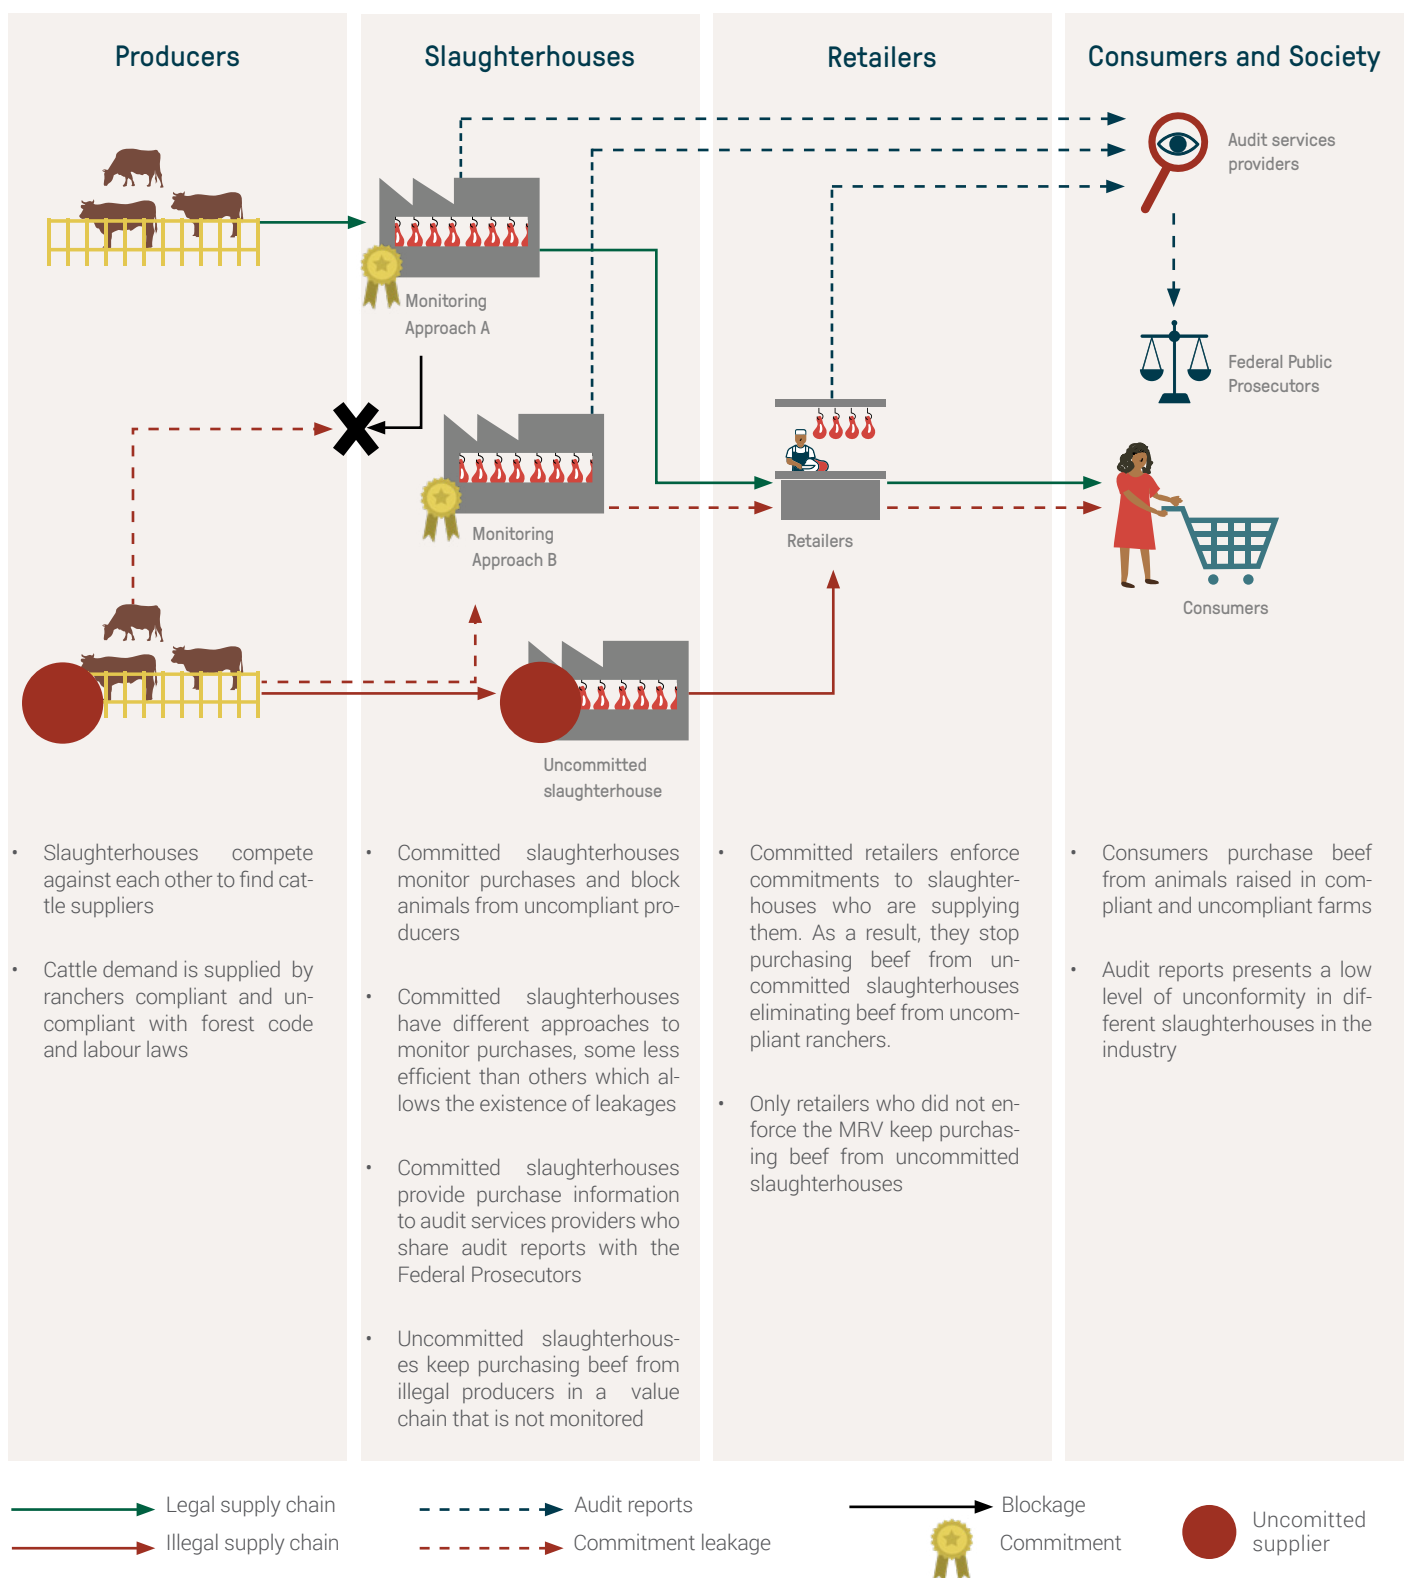 Producers
Slaughterhouses
Retailers
Consumers and Society
Audit services
providers
Monitoring
Approach A
Federal Public
Prosecutors
Monitoring
Approach B
Retailers
Consumers
Uncommitted
slaughterhouse
• Slaughterhouses compete
against each other to find cat-
tle suppliers
• Cattle demand is supplied by
ranchers compliant and un-
compliant with forest code
and labour laws
• Committed slaughterhouses
monitor purchases and block
animals from uncompliant pro-
ducers
• Committed slaughterhouses
have different approaches to
monitor purchases, some less
efficient than others which al-
lows the existence of leakages
• Committed slaughterhouses
provide purchase information
to audit services providers who
share audit reports with the
Federal Prosecutors
• Uncommitted slaughterhous-
es keep purchasing beef from
illegal producers in a value
chain that is not monitored
• Committed retailers enforce
commitments to slaughter-
houses who are supplying
them. As a result, they stop
purchasing beef from un-
committed slaughterhouses
eliminating beef from uncom-
pliant ranchers.
• Only retailers who did not en-
force the MRV keep purchas-
ing beef from uncommitted
slaughterhouses
• Consumers purchase beef
from animals raised in com-
pliant and uncompliant farms
• Audit reports presents a low
level of unconformity in dif-
ferent slaughterhouses in the
industry
Legal supply chain
Illegal supply chain
Audit reports
Commitment leakage
Blockage
Commitment
Uncomitted
supplier